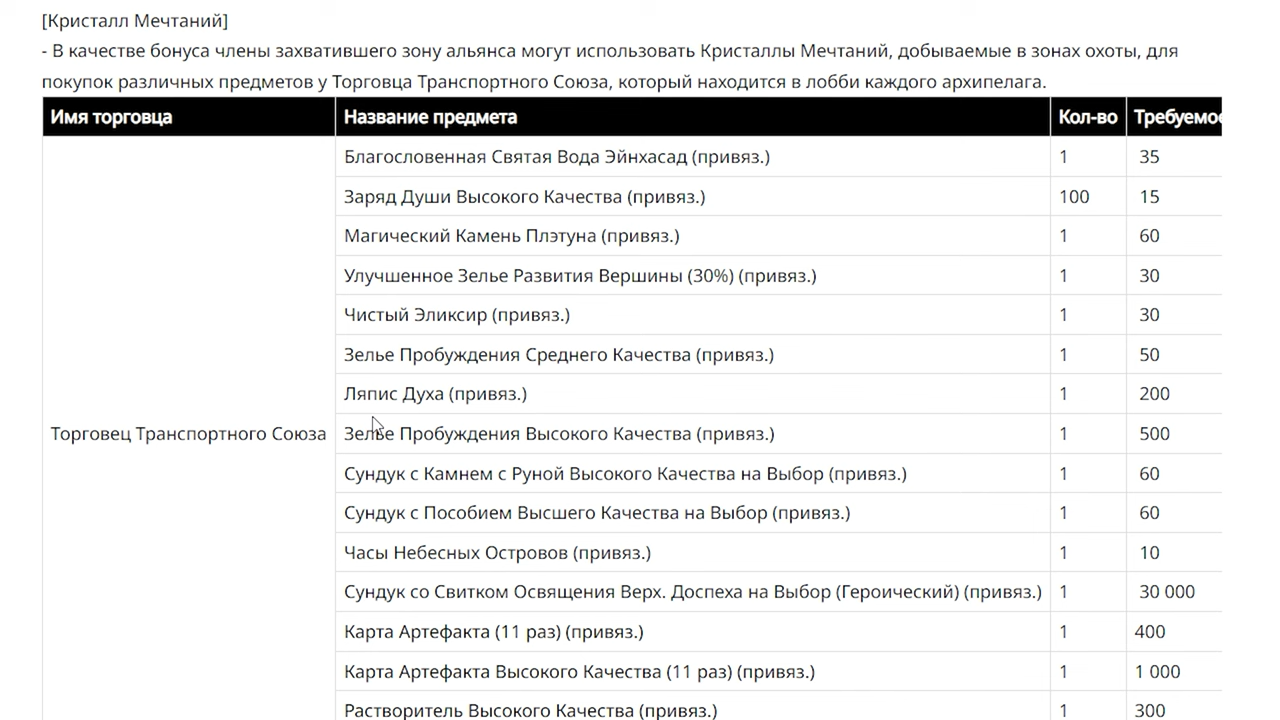 [Кристалл Мечтаний]
- В качестве бонуса члены захватившего зону альянса могут использовать Кристаллы Мечтаний, добываемые в зонах охоты, для
покупок различных предметов у Торговца Транспортного Союза, который находится в лобби каждого архипелага.
Имя торговца Название предмета Кол-во Требуемое
Благословенная Святая Вода Эйнхасад (привяз.) 1 35
Заряд Души Высокого Качества (привяз.) 100 15
Магический Камень Плэтуна (привяз.) 1 60
Улучшенное Зелье Развития Вершины (30%) (привяз.) 1 30
Чистый Эликсир (привяз.) 1 30
Зелье Пробуждения Среднего Качества (привяз.) 1 50
Ляпис Духа (привяз.) 1 200
Торговец Транспортного Союза Зелье Пробуждения Высокого Качества (привяз.) 1 500
Сундук с Камнем с Руной Высокого Качества на Выбор (привяз.) 1 60
Сундук с Пособием Высшего Качества на Выбор (привяз.) 1 60
Часы Небесных Островов (привяз.) 1 10
Сундук со Свитком Освящения Верх. Доспеха на Выбор (Героический) (привяз.) 1 30 000
Карта Артефакта (11 раз) (привяз.) 1 400
Карта Артефакта Высокого Качества (11 раз) (привяз.) 1 1 000
Растворитель Высокого Качества (привяз.) 1 300